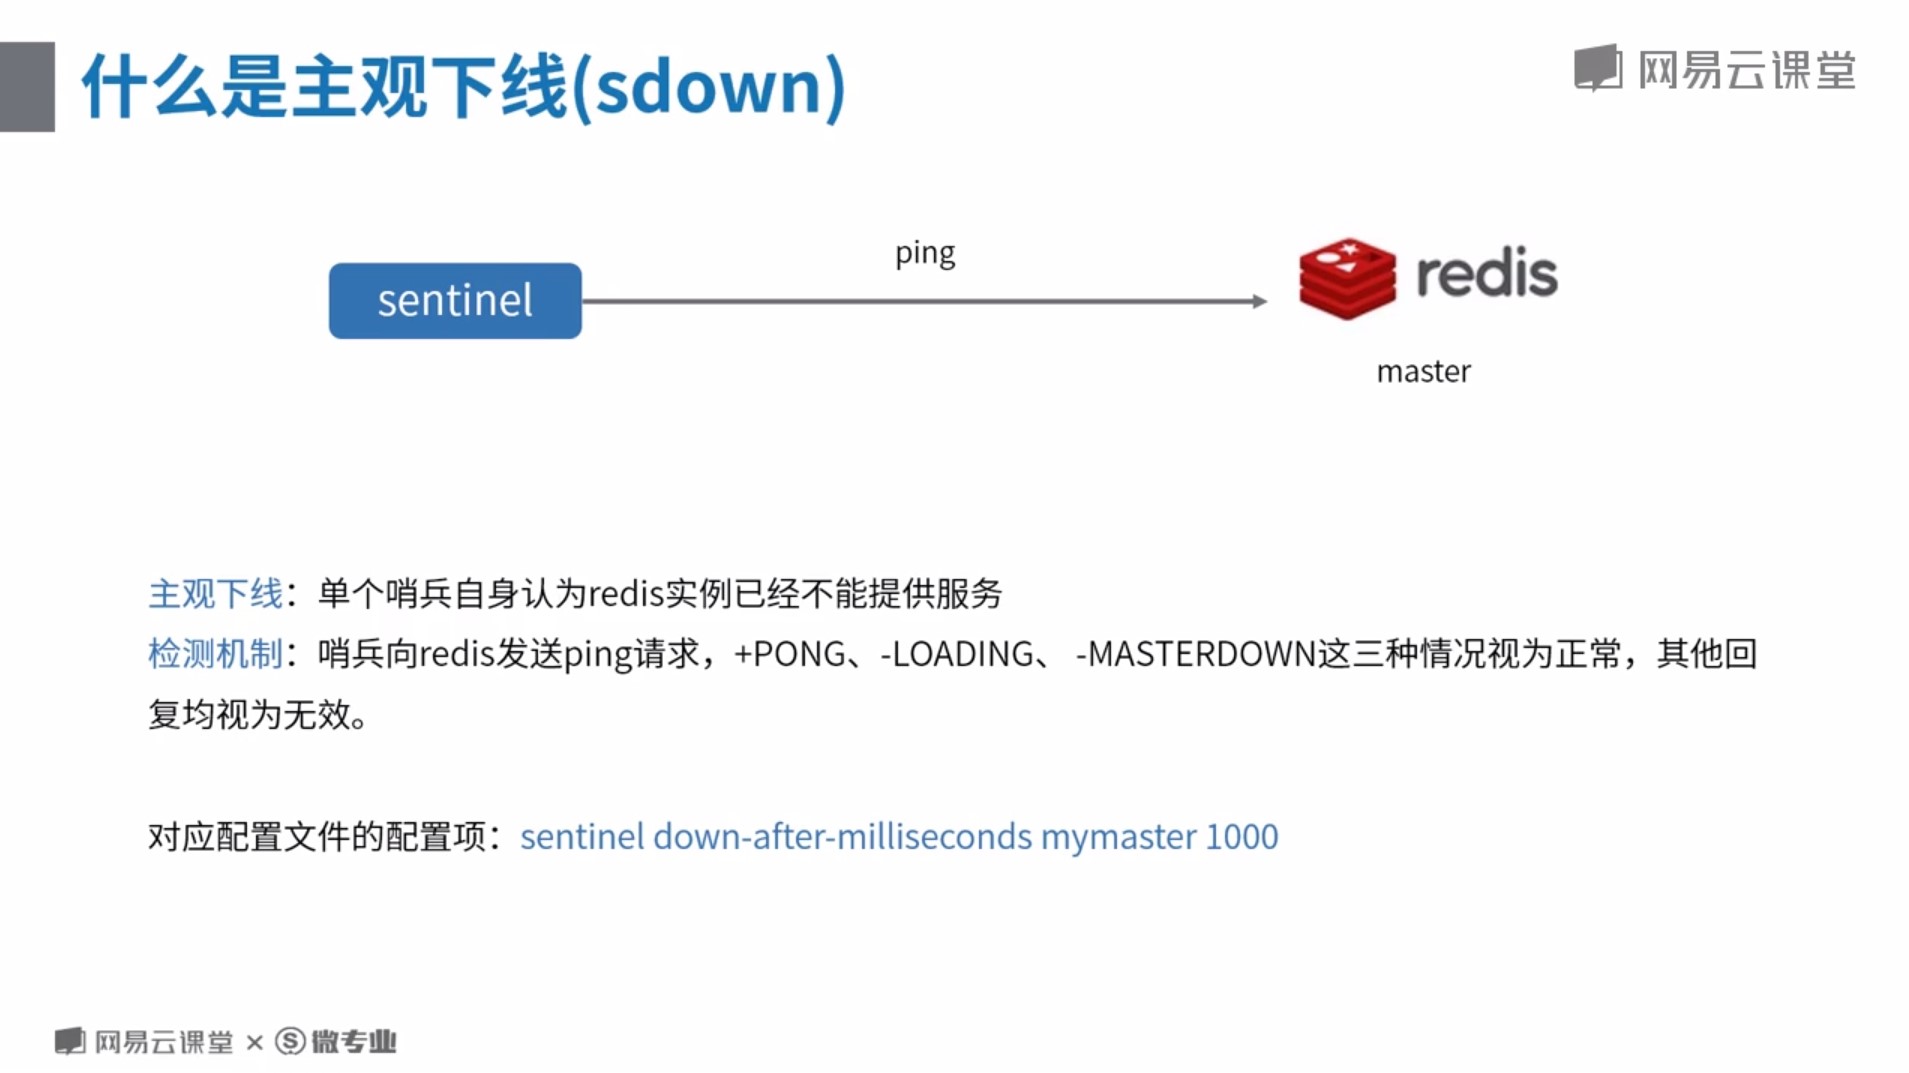 什么是主观下线(sdown)
网易云课堂
ping
sentinel
redis
master
主观下线：单个哨兵自身认为redis实例已经不能提供服务
检测机制：哨兵向redis发送ping请求，+PONG、-LOADING、 -MASTERDOWN这三种情况视为正常，其他回
复均视为无效。
对应配置文件的配置项：sentinel down-after-milliseconds mymaster 1000
网易云课堂 × 微专业